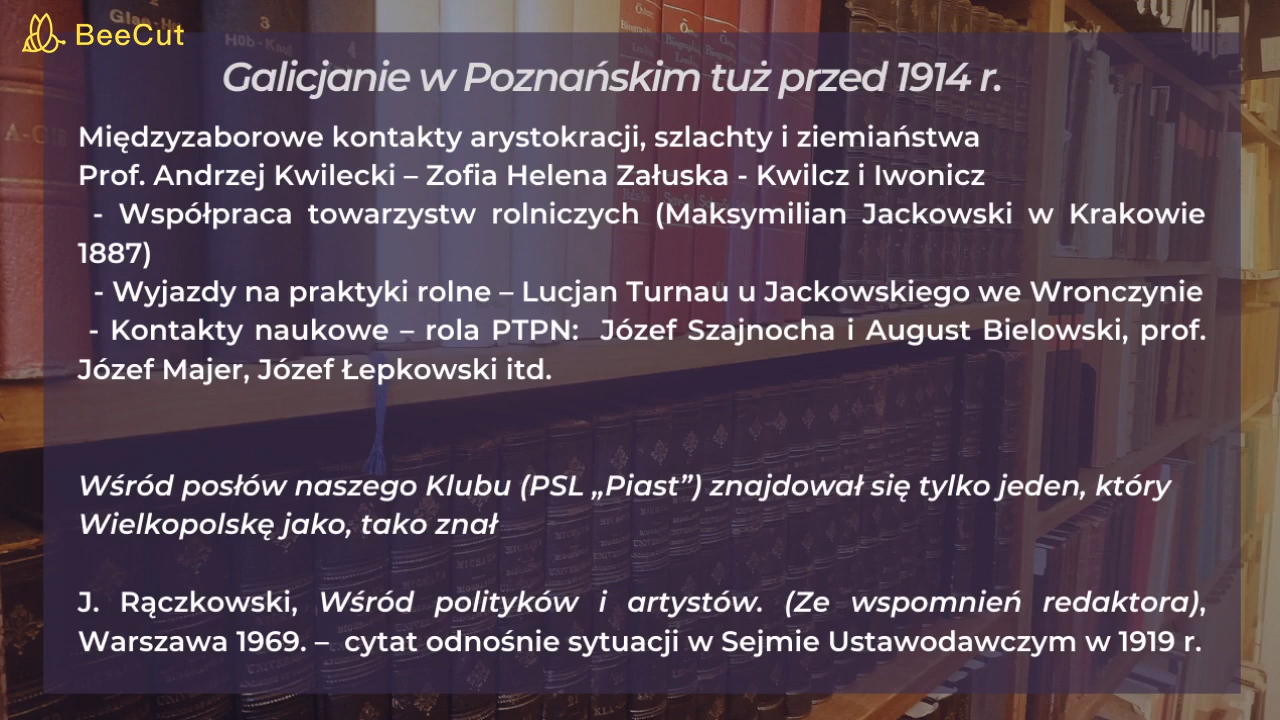 BeeCut
Galicjanie w Poznańskim tuż przed 1914 r.
Międzyzaborowe kontakty arystokracji, szlachty i ziemiaństwa
Prof. Andrzej Kwilecki – Zofia Helena Załuska - Kwilcz i Iwonicz
- Współpraca towarzystw rolniczych (Maksymilian Jackowski w Krakowie
1887)
- Wyjazdy na praktyki rolne – Lucjan Turnau u Jackowskiego we Wronczynie
- Kontakty naukowe – rola PTPN: Józef Szajnocha i August Bielowski, prof.
Józef Majer, Józef Łepkowski itd.
Wśród posłów naszego Klubu (PSL „Piast”) znajdował się tylko jeden, który
Wielkopolskę jako, tako znał
J. Rączkowski, Wśród polityków i artystów. (Ze wspomnień redaktora),
Warszawa 1969. – cytat odnośnie sytuacji w Sejmie Ustawodawczym w 1919 r.